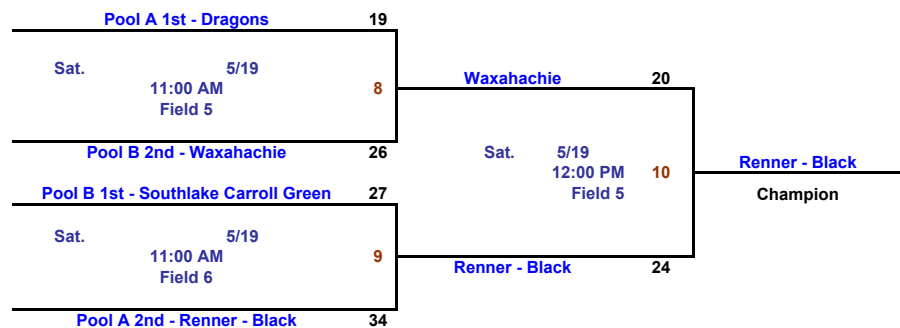 Pool A 1st - Dragons 19
Sat. 5/19
11:00 AM 8
Field 5
Pool B 2nd - Waxahachie 26
Waxahachie 20
Sat. 5/19
12:00 PM 10
Field 5
Renner - Black
Champion
Pool B 1st - Southlake Carroll Green 27
Sat. 5/19
11:00 AM 9
Field 6
Renner - Black 24
Pool A 2nd - Renner - Black 34